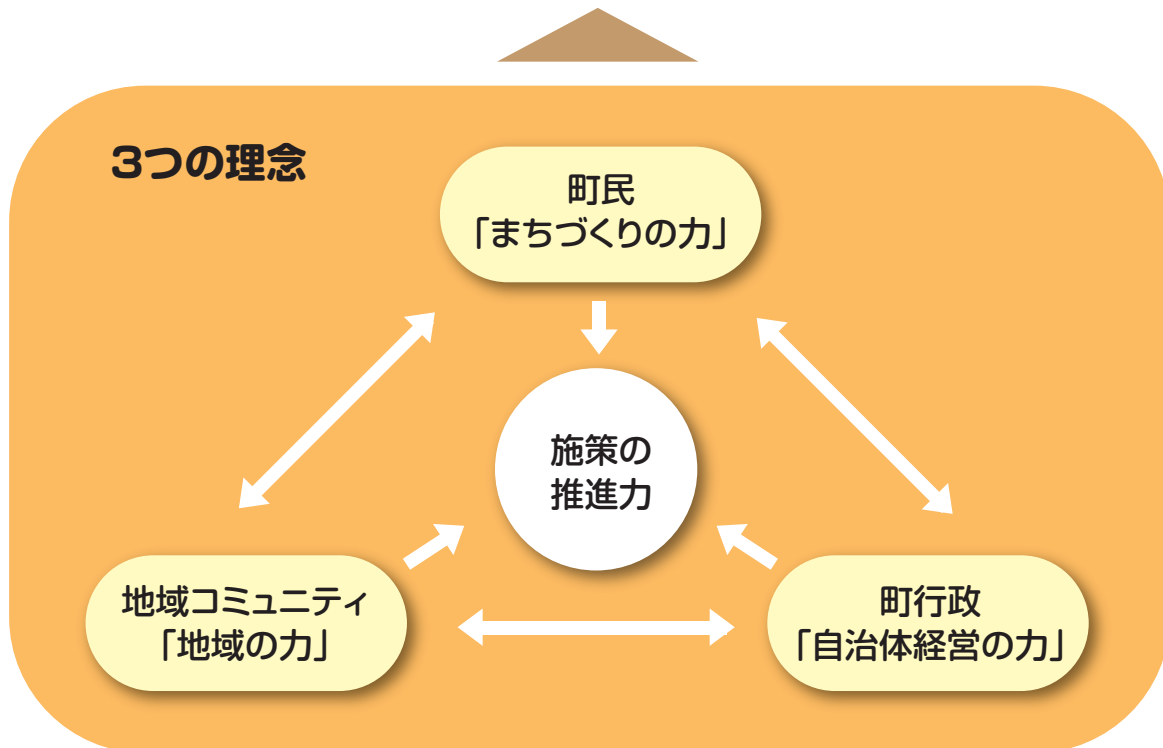 3つの理念
町民
「まちづくりの力」
施策の
推進力
地域コミュニティ
「地域の力」
町行政
「自治体経営の力」